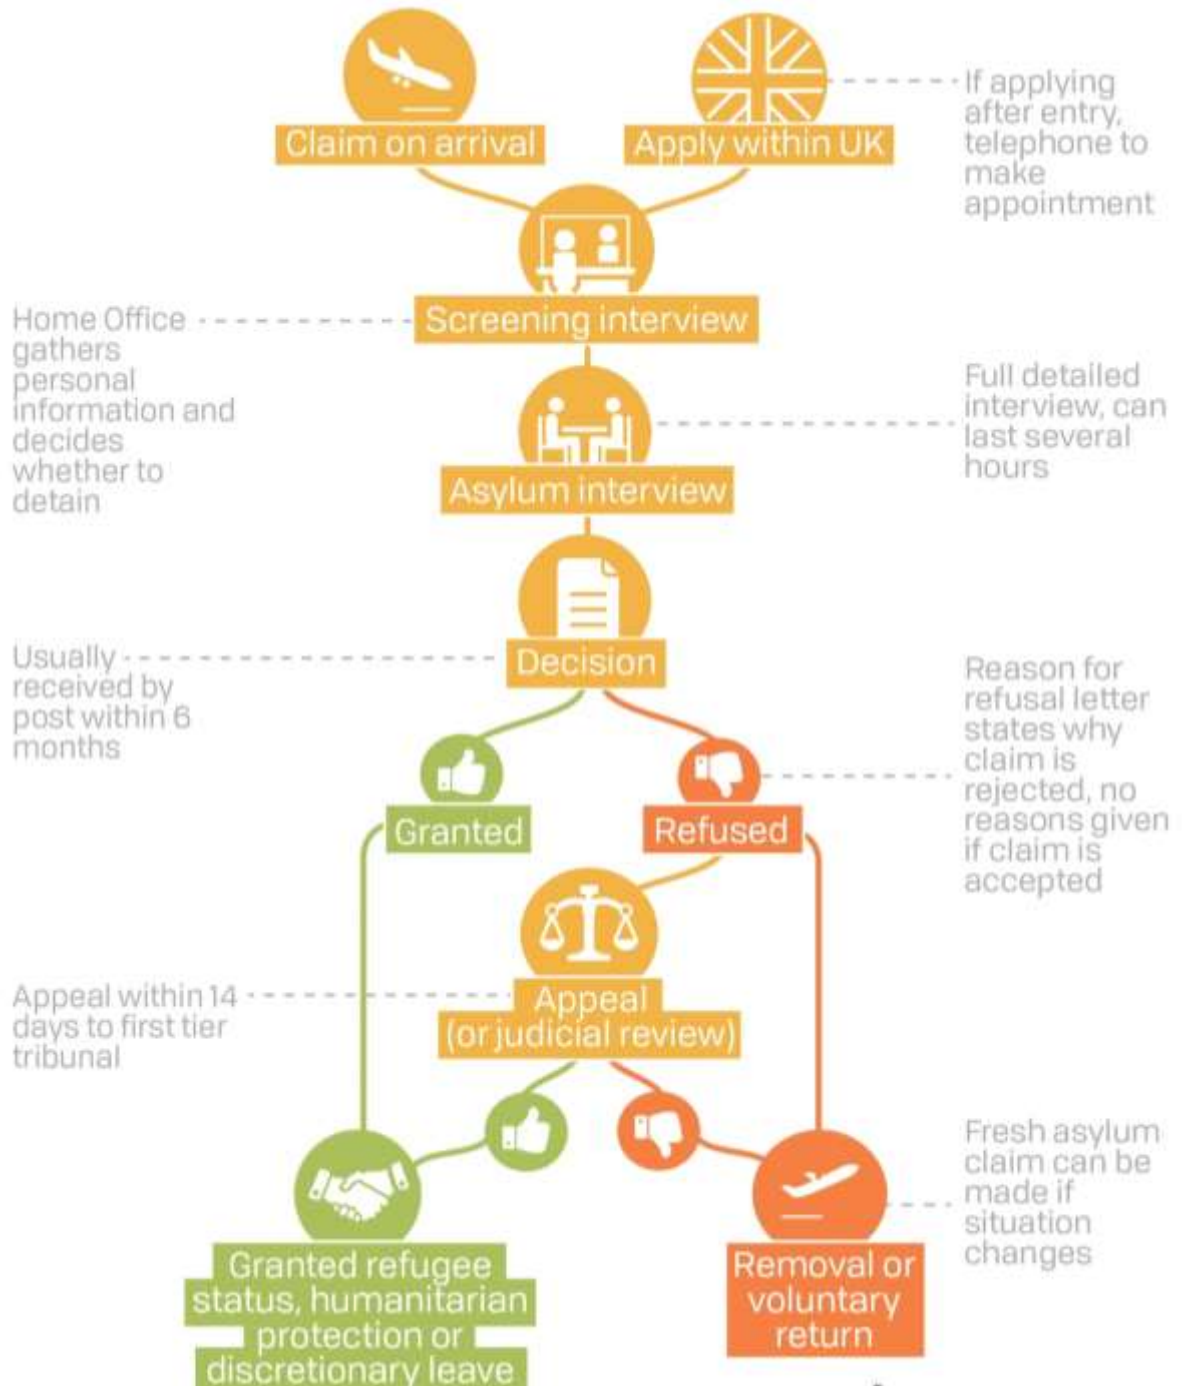 Claim on arrival
Apply within UK
If applying
after entry,
telephone to
make
appointment
Screening interview
Home Office
gathers
personal
information and
decides
whether to
detain
Full detailed
interview, can
last several
hours
Asylum interview
Decision
Usually
received by
post within 6
months
Reason for
refusal letter
states why
claim is
rejected, no
reasons given
if claim is
accepted
Granted
Refused
Appeal
(or judicial review)
Appeal within 14
days to first tier
tribunal
Fresh asylum
claim can be
made if
situation
changes
Granted refugee
status, humanitarian
protection or
discretionary leave
Removal or
voluntary
return